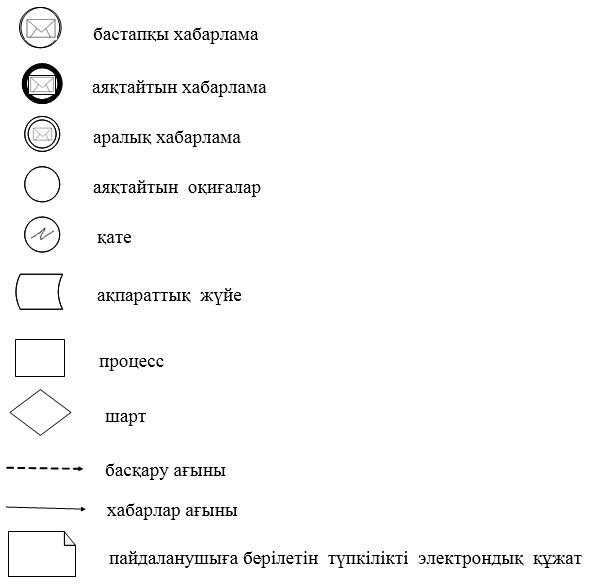 бастапқы хабарлама
аяқтайтын хабарлама
аралық хабарлама
аяқтайтын оқиғалар
қате
ақпараттық жүйе
процесс
шарт
басқару ағыны
хабарлар ағыны
пайдаланушыға берілетін түпкілікті электрондық құжат